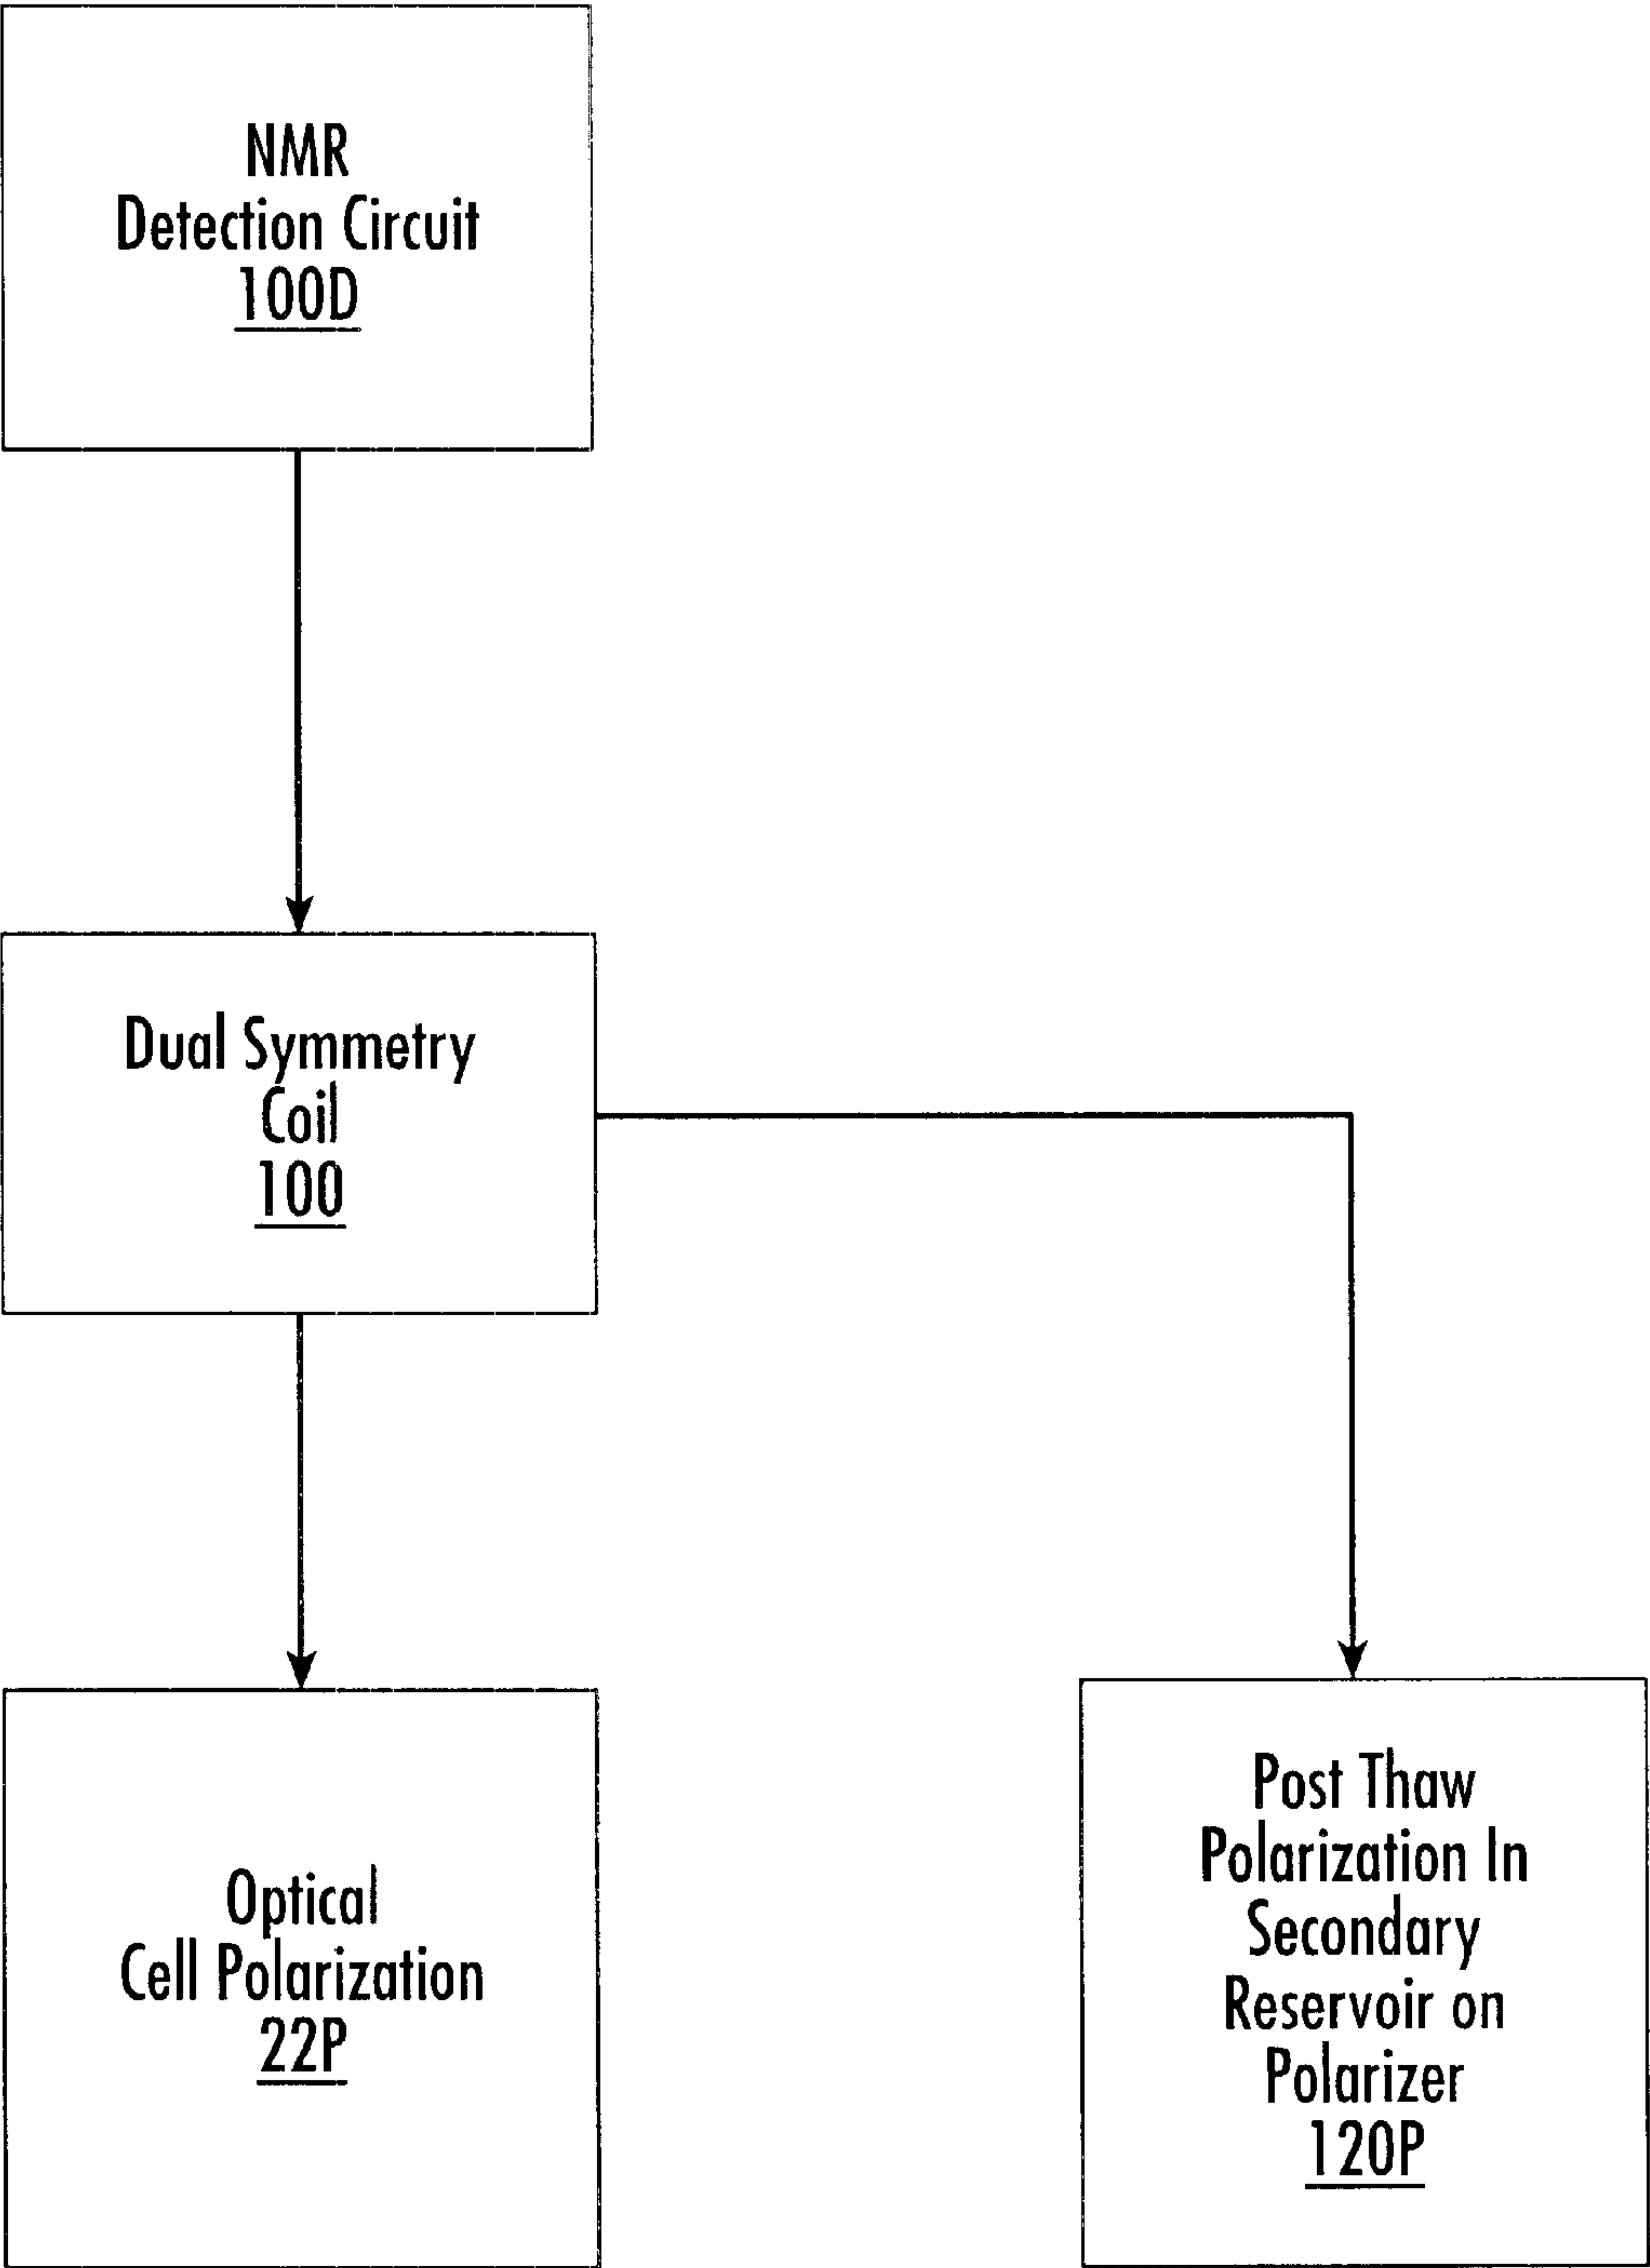 NMR
Detection Circuit
100D
Dual Symmetry
Coil
100
Optical
Cell Polarization
22P
Post Thaw
Polarization In
Secondary
Reservoir on
Polarizer
120P